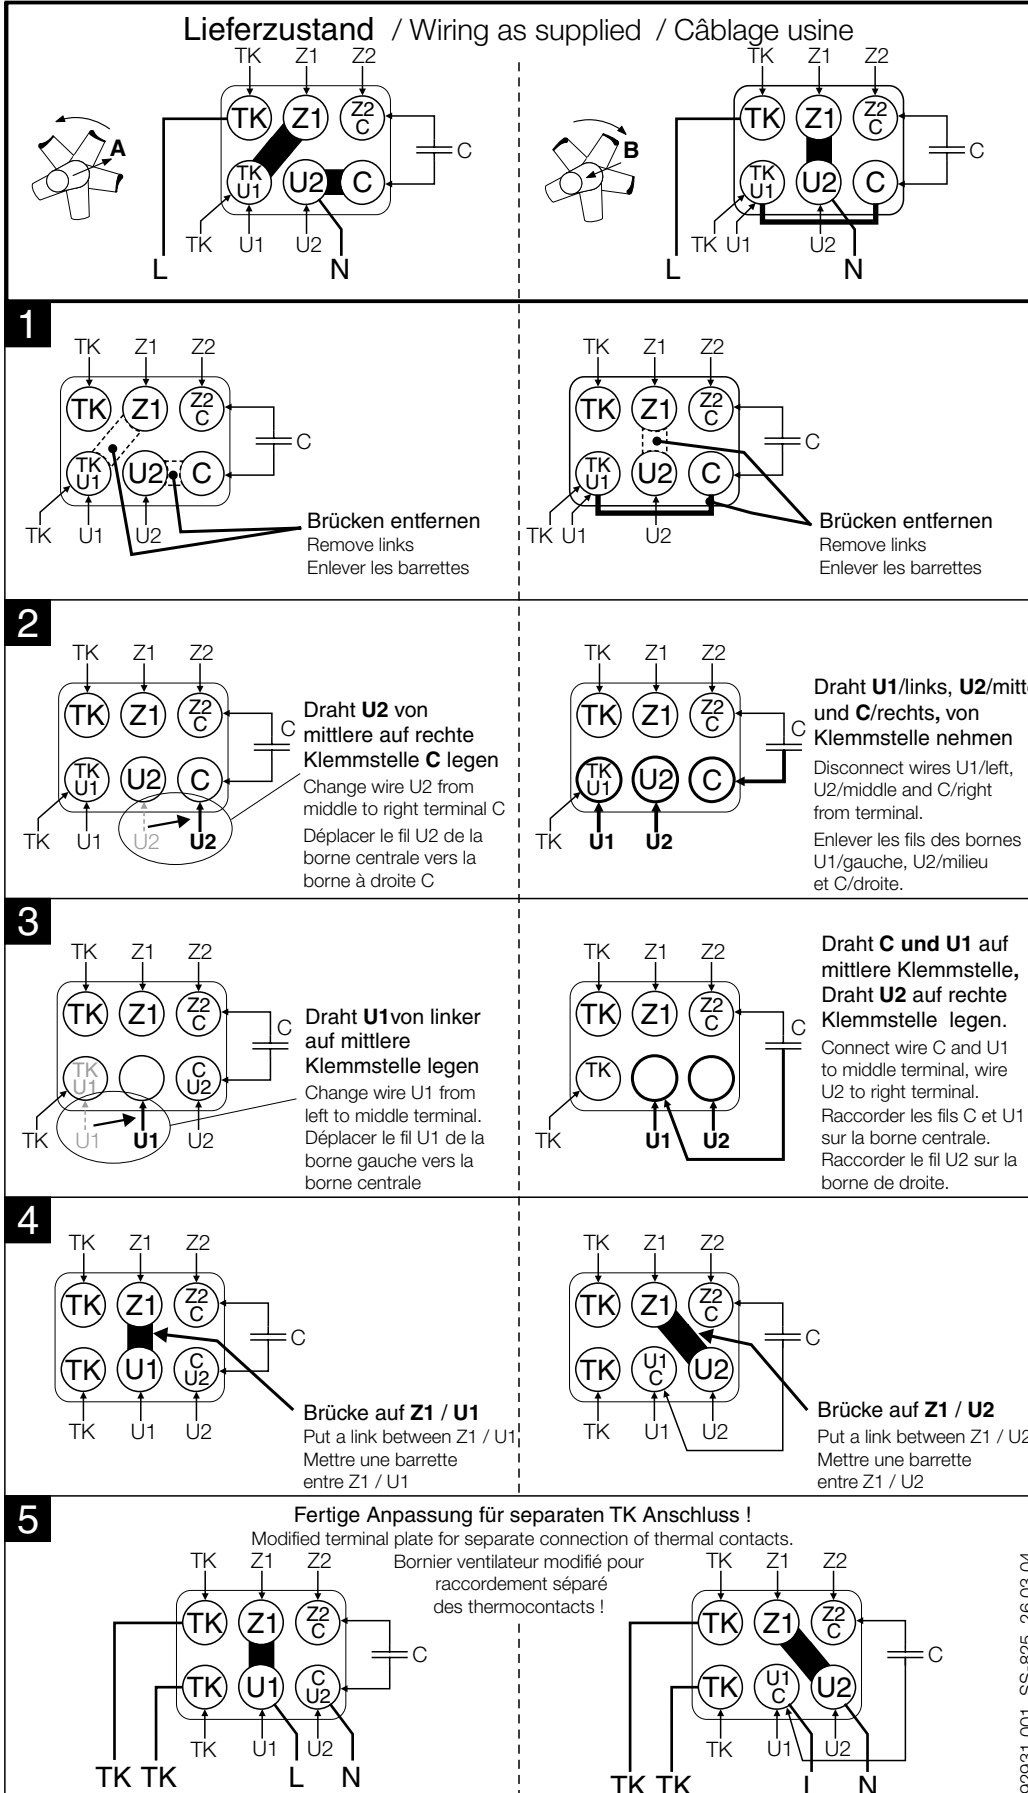 Lieferzustand / Wiring as supplied / Câblage usine
TK Z1 Z2
TK Z1 Z2 C
A
C
TK U1 U2 C
TK U1 U2
L N
TK Z1 Z2
TK Z1 Z2 C
B
C
TK U1 U2 C
TK U1 U2
L N
1
TK Z1 Z2
TK Z1 Z2 C
C
TK U1 U2 C
TK U1 U2
Brücken entfernen
Remove links
Enlever les barrettes
TK Z1 Z2
TK Z1 Z2 C
C
TK U1 U2 C
TK U1 U2
Brücken entfernen
Remove links
Enlever les barrettes
2
TK Z1 Z2
TK Z1 Z2 C
C
TK U1 U2 C
TK U1 U2 U2
Draht U2 von
mittlere auf rechte
Klemmstelle C legen
Change wire U2 from
middle to right terminal C
Déplacer le fil U2 de la
borne centrale vers la
borne à droite C
TK Z1 Z2
TK Z1 Z2 C
C
TK U1 U2 C
TK U1 U2
Draht U1/links, U2/mitte
und C/rechts, von
Klemmstelle nehmen
Disconnect wires U1/left,
U2/middle and C/right
from terminal.
Enlever les fils des bornes
U1/gauche, U2/milieu
et C/droite.
3
TK Z1 Z2
TK Z1 Z2 C
C
TK U1 C U2
TK U1 U1 U2
Draht U1von linker
auf mittlere
Klemmstelle legen
Change wire U1 from
left to middle terminal.
Déplacer le fil U1 de la
borne gauche vers la
borne centrale
TK Z1 Z2
TK Z1 Z2 C
C
TK
TK U1 U2
Draht C und U1 auf
mittlere Klemmstelle,
Draht U2 auf rechte
Klemmstelle legen.
Connect wire C and U1
to middle terminal, wire
U2 to right terminal.
Raccorder les fils C et U1
sur la borne centrale.
Raccorder le fil U2 sur la
borne de droite.
4
TK Z1 Z2
TK Z1 Z2 C
C
TK U1 C U2
TK U1 U2
Brücke auf Z1 / U1
Put a link between Z1 / U1
Mettre une barrette
entre Z1 / U1
TK Z1 Z2
TK Z1 Z2 C
C
TK U1 C U2
TK U1 U2
Brücke auf Z1 / U2
Put a link between Z1 / U2
Mettre une barrette
entre Z1 / U2
5
Fertige Anpassung für separaten TK Anschluss !
Modified terminal plate for separate connection of thermal contacts.
Bornier ventilateur modifié pour
raccordement séparé
des thermocontacts !
TK Z1 Z2
TK Z1 Z2 C
C
TK U1 C U2
TK U1 U2
TK TK L N
TK Z1 Z2
TK Z1 Z2 C
C
TK U1 C U2
TK U1 U2
TK TK L N
92931 001 SS-825 26.03.04